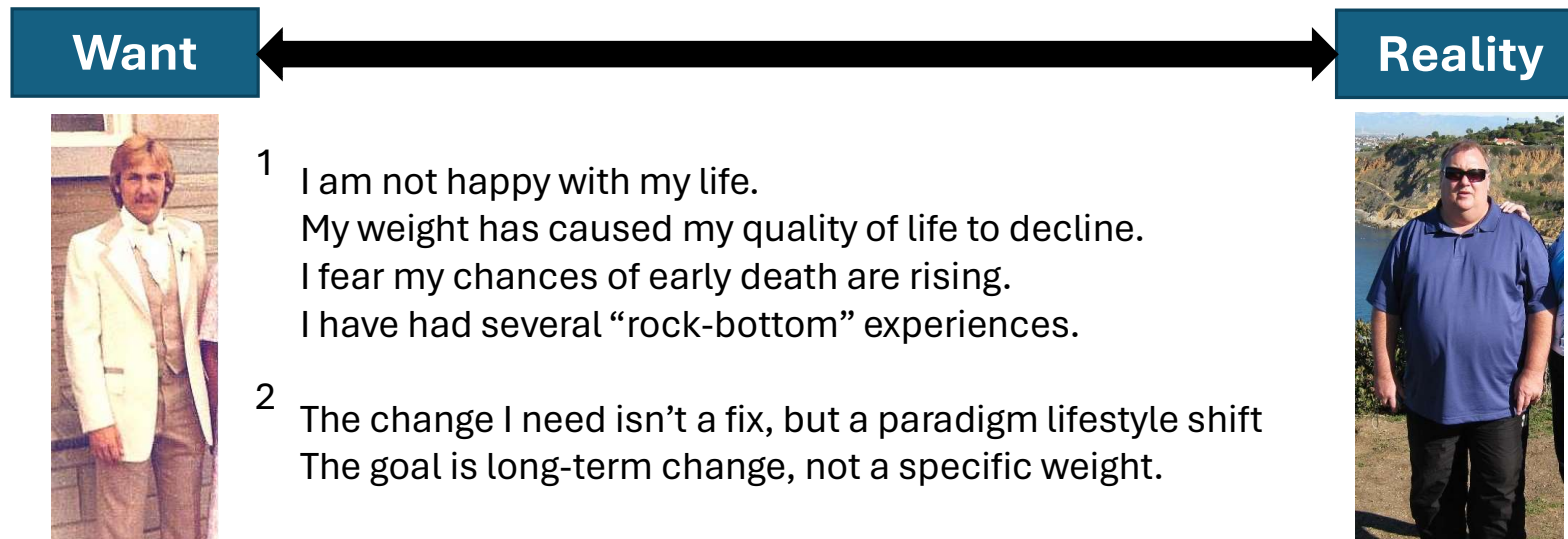 Want
Reality
1
I am not happy with my life.
My weight has caused my quality of life to decline.
I fear my chances of early death are rising.
I have had several “rock-bottom” experiences.
2
The change I need isn’t a fix, but a paradigm lifestyle shift
The goal is long-term change, not a specific weight.